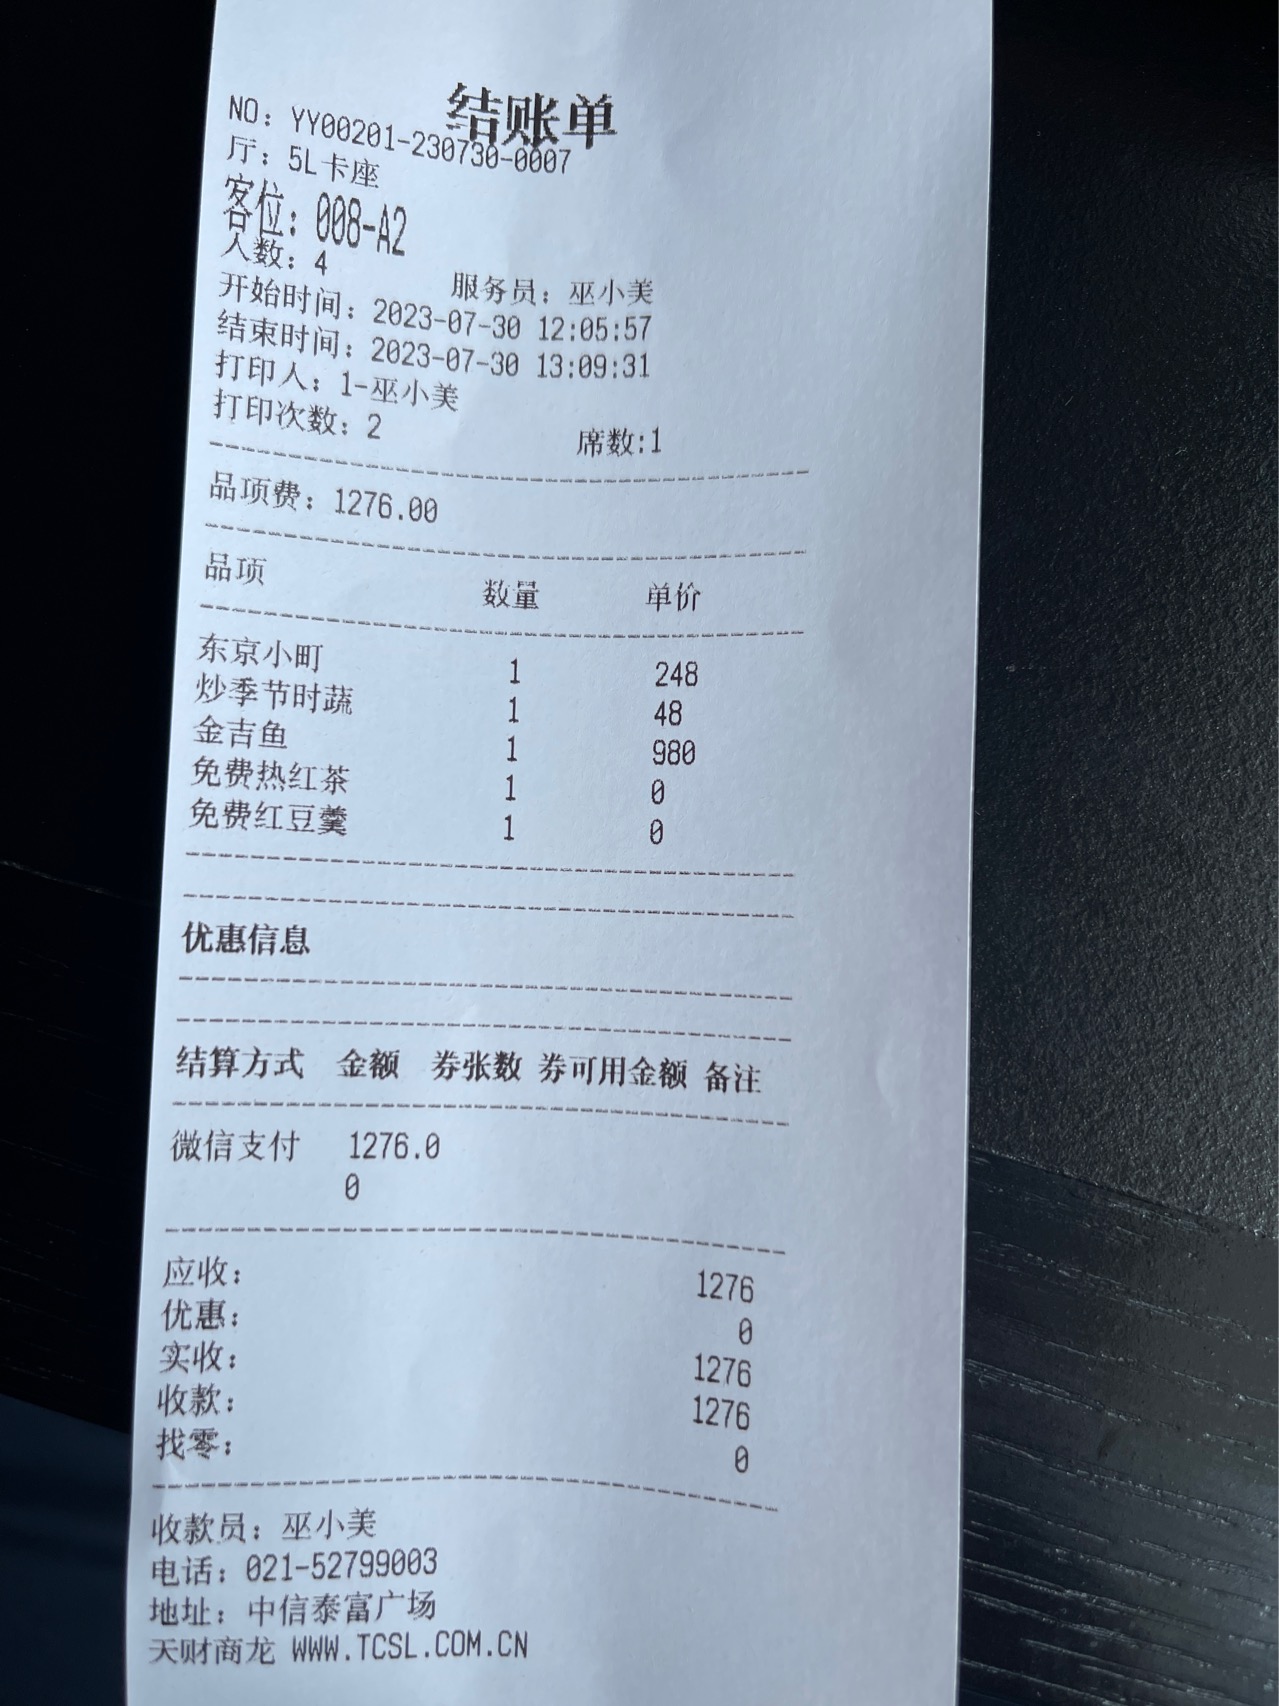 结账单
NO: YY00201-230730-0007
厅: 5L卡座
客位: 008-A2
人数: 4 服务员: 巫小美
开始时间: 2023-07-30 12:05:57
结束时间: 2023-07-30 13:09:31
打印人: 1-巫小美
打印次数: 2 席数:1
品项费: 1276.00
品项 数量 单价
东京小町 1 248
炒季节时蔬 1 48
金吉鱼 1 980
免费热红茶 1 0
免费红豆羹 1 0
优惠信息
结算方式 金额 券张数 券可用金额 备注
微信支付 1276.0
0
应收: 1276
优惠: 0
实收: 1276
收款: 1276
找零: 0
收款员: 巫小美
电话: 021-52799003
地址: 中信泰富广场
天财商龙 WWW.TCSL.COM.CN